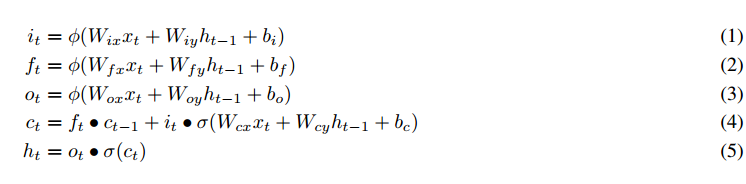 i_t = ϕ(W_{ix}x_t + W_{iy}h_{t−1} + b_i) (1)
f_t = ϕ(W_{fx}x_t + W_{fy}h_{t−1} + b_f) (2)
o_t = ϕ(W_{ox}x_t + W_{oy}h_{t−1} + b_o) (3)
c_t = f_t • c_{t−1} + i_t • σ(W_{cx}x_t + W_{cy}h_{t−1} + b_c) (4)
h_t = o_t • σ(c_t) (5)